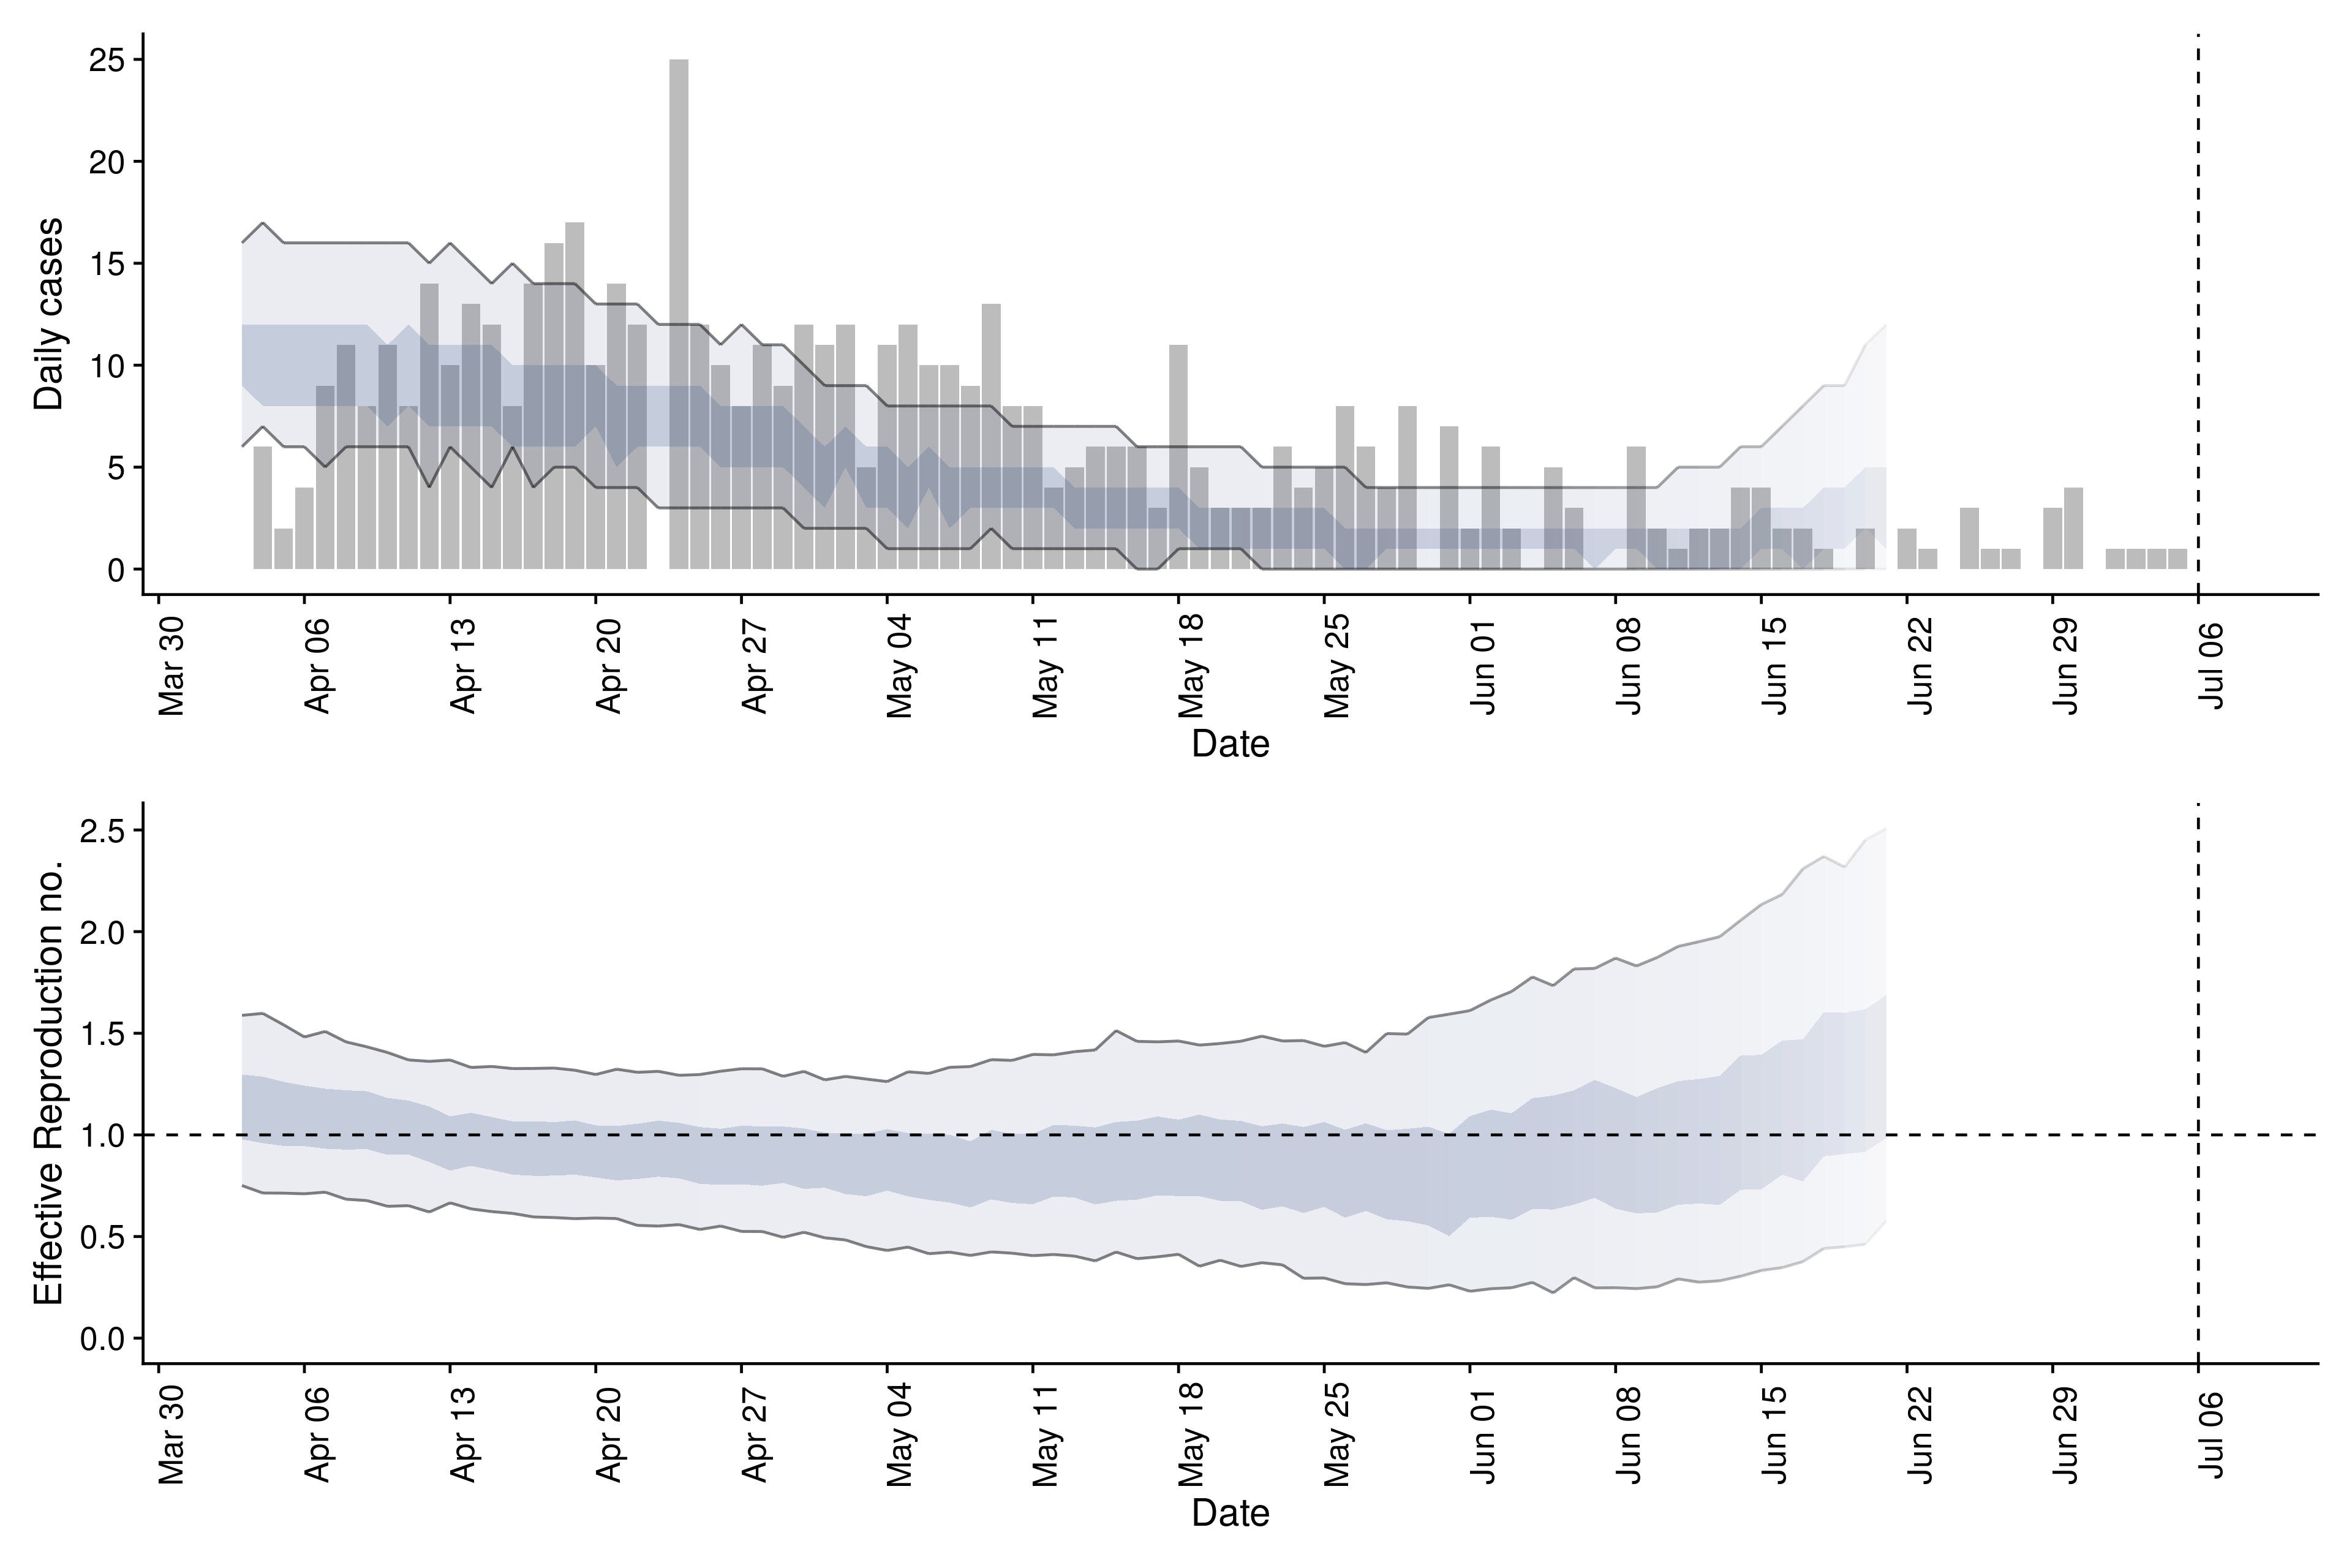 Daily cases
25
20
15
10
5
0
Mar 30
Apr 06
Apr 13
Apr 20
Apr 27
May 04
May 11
May 18
May 25
Jun 01
Jun 08
Jun 15
Jun 22
Jun 29
Jul 06
Date
Effective Reproduction no.
2.5
2.0
1.5
1.0
0.5
0.0
Mar 30
Apr 06
Apr 13
Apr 20
Apr 27
May 04
May 11
May 18
May 25
Jun 01
Jun 08
Jun 15
Jun 22
Jun 29
Jul 06
Date